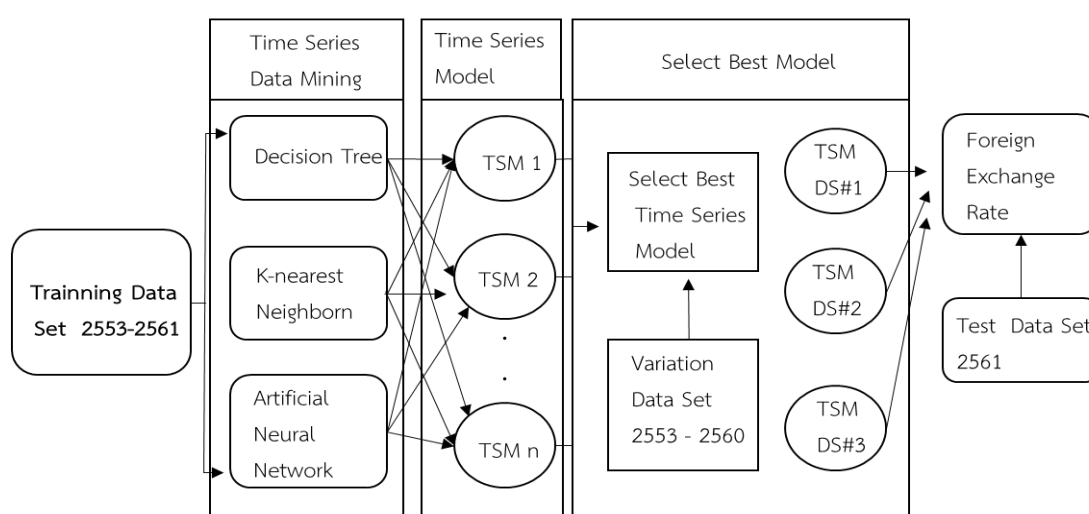 Time Series
Data Mining
Time Series
Model
Select Best Model
Trainning Data
Set 2553-2561
Decision Tree
K-nearest
Neighborn
Artificial
Neural
Network
TSM 1
TSM 2
.
.
TSM n
Select Best
Time Series
Model
Variation
Data Set
2553 - 2560
TSM
DS#1
TSM
DS#2
TSM
DS#3
Foreign
Exchange
Rate
Test Data Set
2561